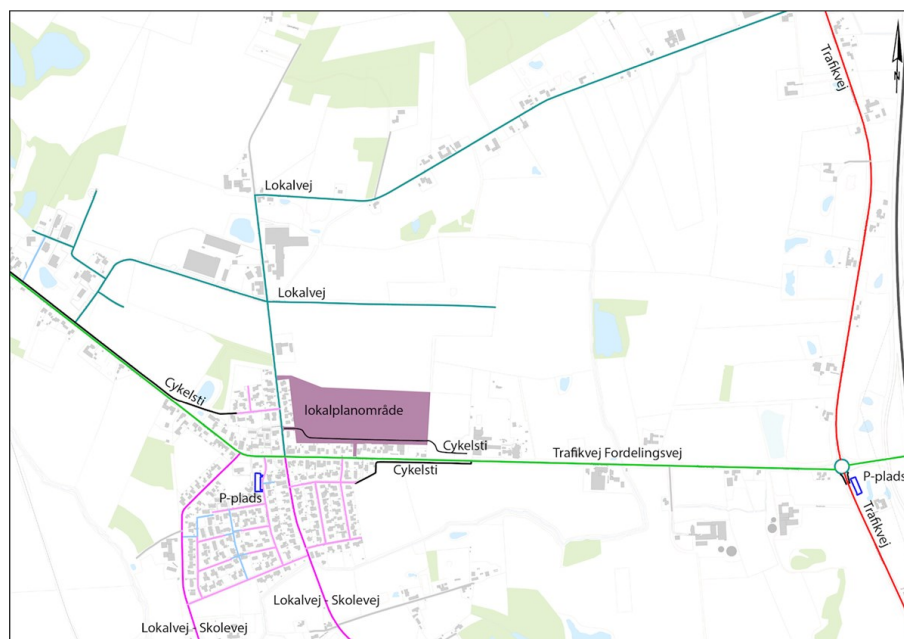 Trafikvej
N
Lokalvej
Lokalvej
Cykelsti
lokalplanområde
Cykelsti
Trafikvej Fordelingsvej
Cykelsti
P-plads
P-plads
Trafikvej
Lokalvej - Skolevej
Lokalvej - Skolevej